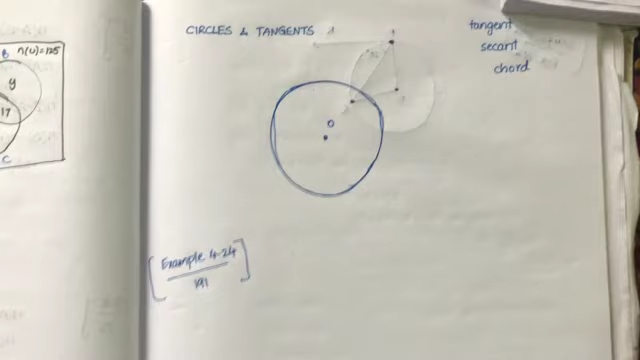 B n(U)=125
y
17
C
CIRCLES & TANGENTS
tangent
secant
chord
O
[Example 4.24
191]